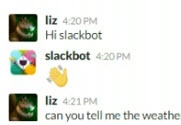 liz 4:20 PM
Hi slackbot
slackbot 4:20 PM
liz 4:21 PM
can you tell me the weathe